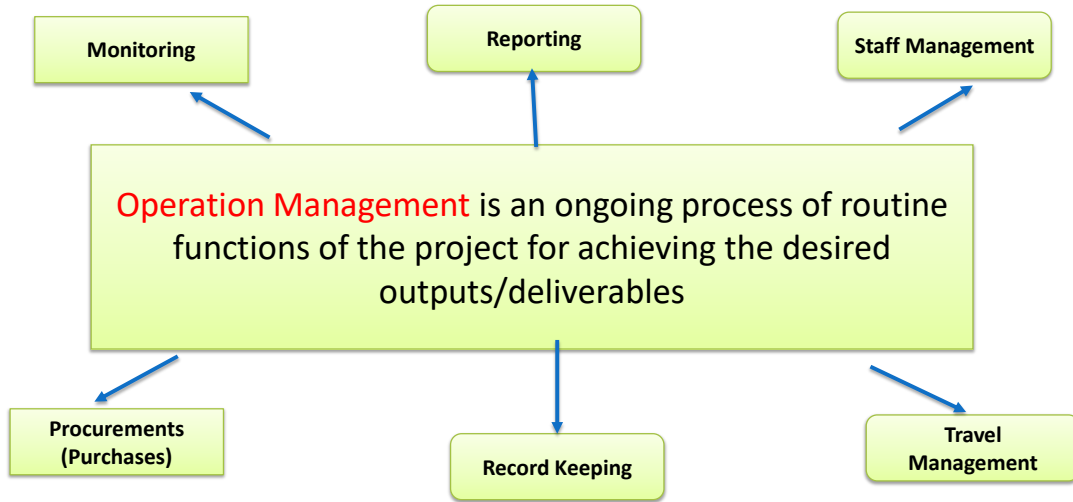 Monitoring
Reporting
Staff Management
Operation Management is an ongoing process of routine
functions of the project for achieving the desired
outputs/deliverables
Procurements
(Purchases)
Record Keeping
Travel
Management